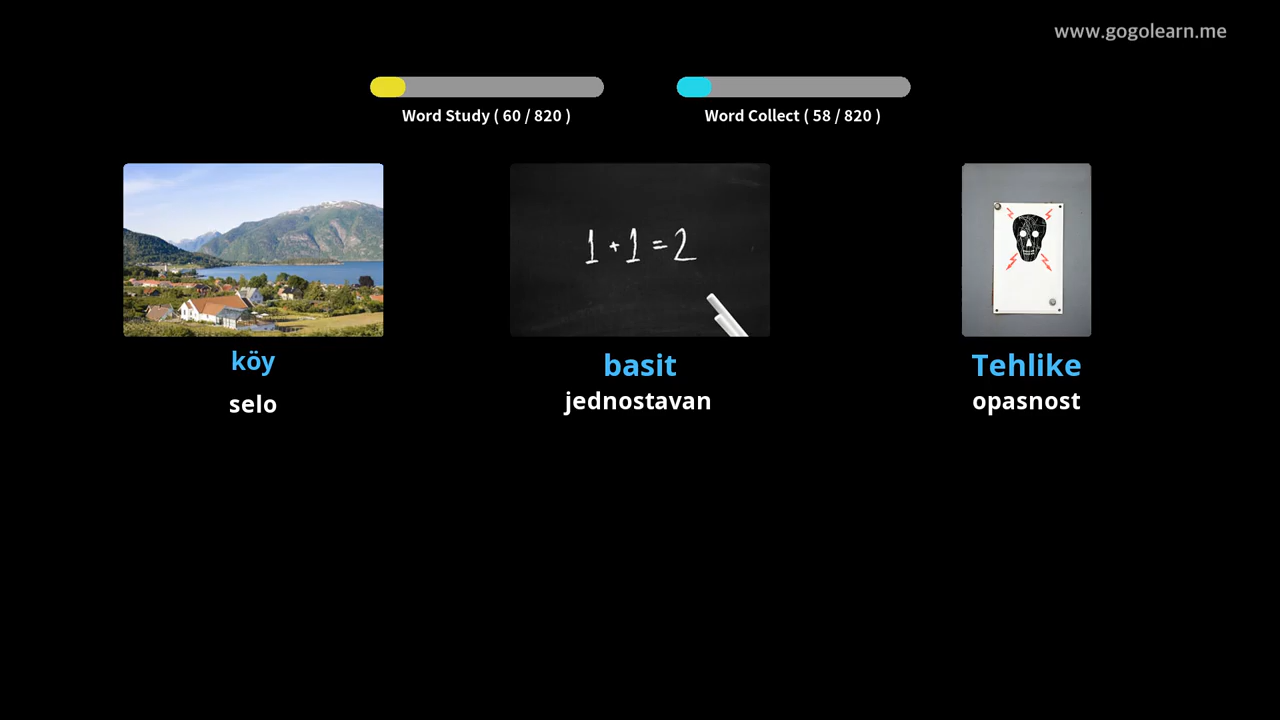 www.gogolearn.me
Word Study ( 60 / 820 )
Word Collect ( 58 / 820 )
1 + 1 = 2
köy
basit
Tehlike
selo
jednostavan
opasnost